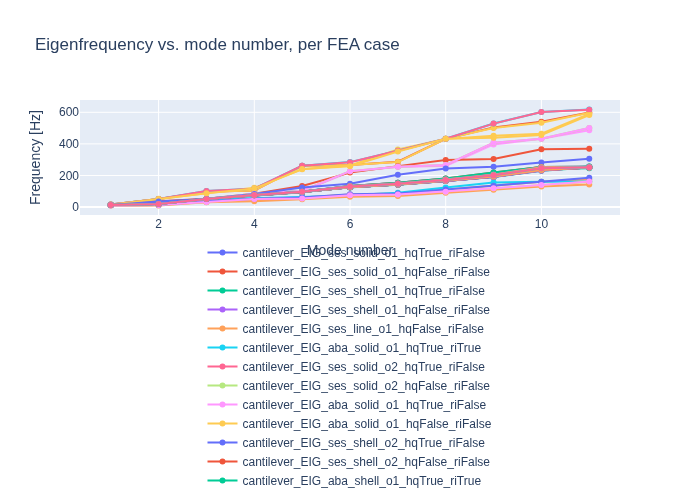 Eigenfrequency vs. mode number, per FEA case
Frequency [Hz]
600
400
200
0
2
4
6
8
10
Mode number
cantilever_EIG_ses_solid_o1_hqTrue_riFalse
cantilever_EIG_ses_solid_o1_hqFalse_riFalse
cantilever_EIG_ses_shell_o1_hqTrue_riFalse
cantilever_EIG_ses_shell_o1_hqFalse_riFalse
cantilever_EIG_ses_line_o1_hqFalse_riFalse
cantilever_EIG_aba_solid_o1_hqTrue_riTrue
cantilever_EIG_ses_solid_o2_hqTrue_riFalse
cantilever_EIG_ses_solid_o2_hqFalse_riFalse
cantilever_EIG_aba_solid_o1_hqTrue_riFalse
cantilever_EIG_aba_solid_o1_hqFalse_riFalse
cantilever_EIG_ses_shell_o2_hqTrue_riFalse
cantilever_EIG_ses_shell_o2_hqFalse_riFalse
cantilever_EIG_aba_shell_o1_hqTrue_riTrue